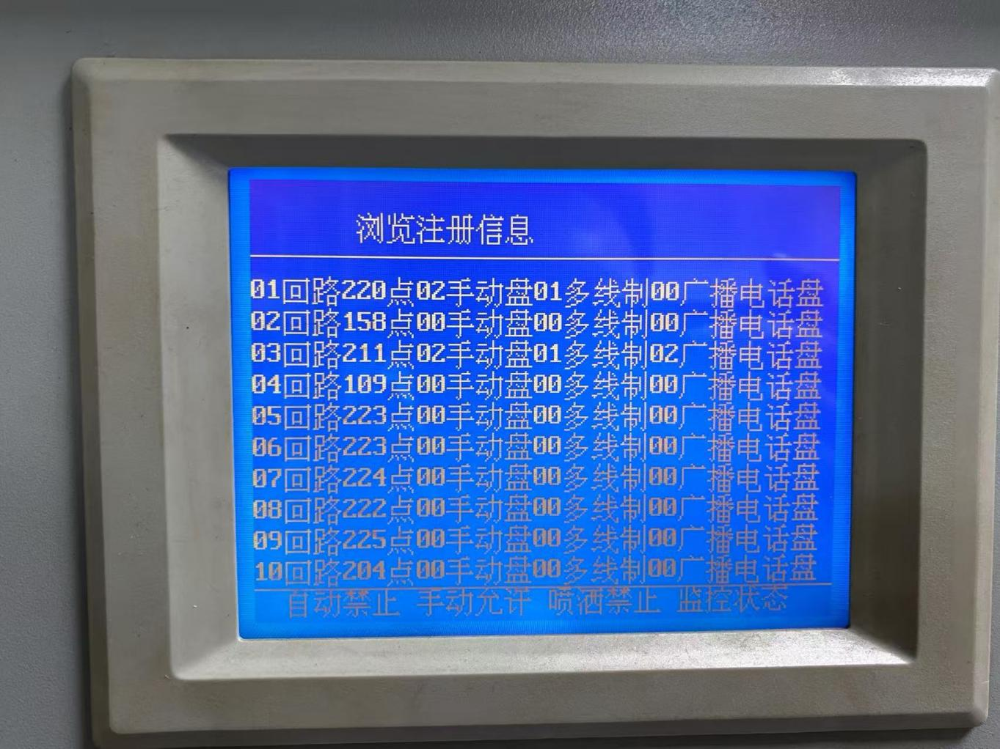 浏览注册信息
01回路220点02手动盘01多线制00广播电话盘
02回路158点00手动盘00多线制00广播电话盘
03回路211点02手动盘01多线制02广播电话盘
04回路109点00手动盘00多线制00广播电话盘
05回路223点00手动盘00多线制00广播电话盘
06回路223点00手动盘00多线制00广播电话盘
07回路224点00手动盘00多线制00广播电话盘
08回路222点00手动盘00多线制00广播电话盘
09回路225点00手动盘00多线制00广播电话盘
10回路204点00手动盘00多线制00广播电话盘
自动禁止 手动允许 喷洒禁止 监控状态